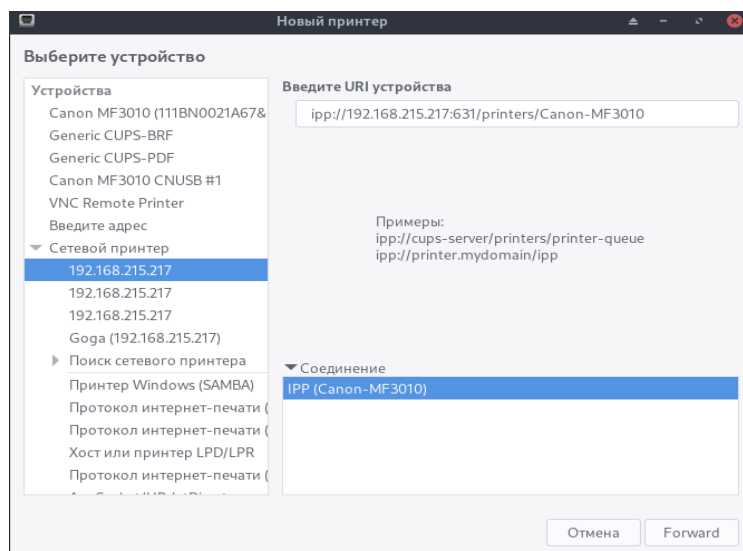 Новый принтер
Выберите устройство
Устройства
Canon MF3010 (111BN0021A67&
Generic CUPS-BRF
Generic CUPS-PDF
Canon MF3010 CNUSB #1
VNC Remote Printer
Введите адрес
Сетевой принтер
192.168.215.217
192.168.215.217
192.168.215.217
Goga (192.168.215.217)
Поиск сетевого принтера
Принтер Windows (SAMBA)
Протокол интернет-печати (
Протокол интернет-печати (
Хост или принтер LPD/LPR
Протокол интернет-печати (
Введите URI устройства
ipp://192.168.215.217:631/printers/Canon-MF3010
Примеры:
ipp://cups-server/printers/printer-queue
ipp://printer.mydomain/ipp
Соединение
IPP (Canon-MF3010)
Отмена
Forward